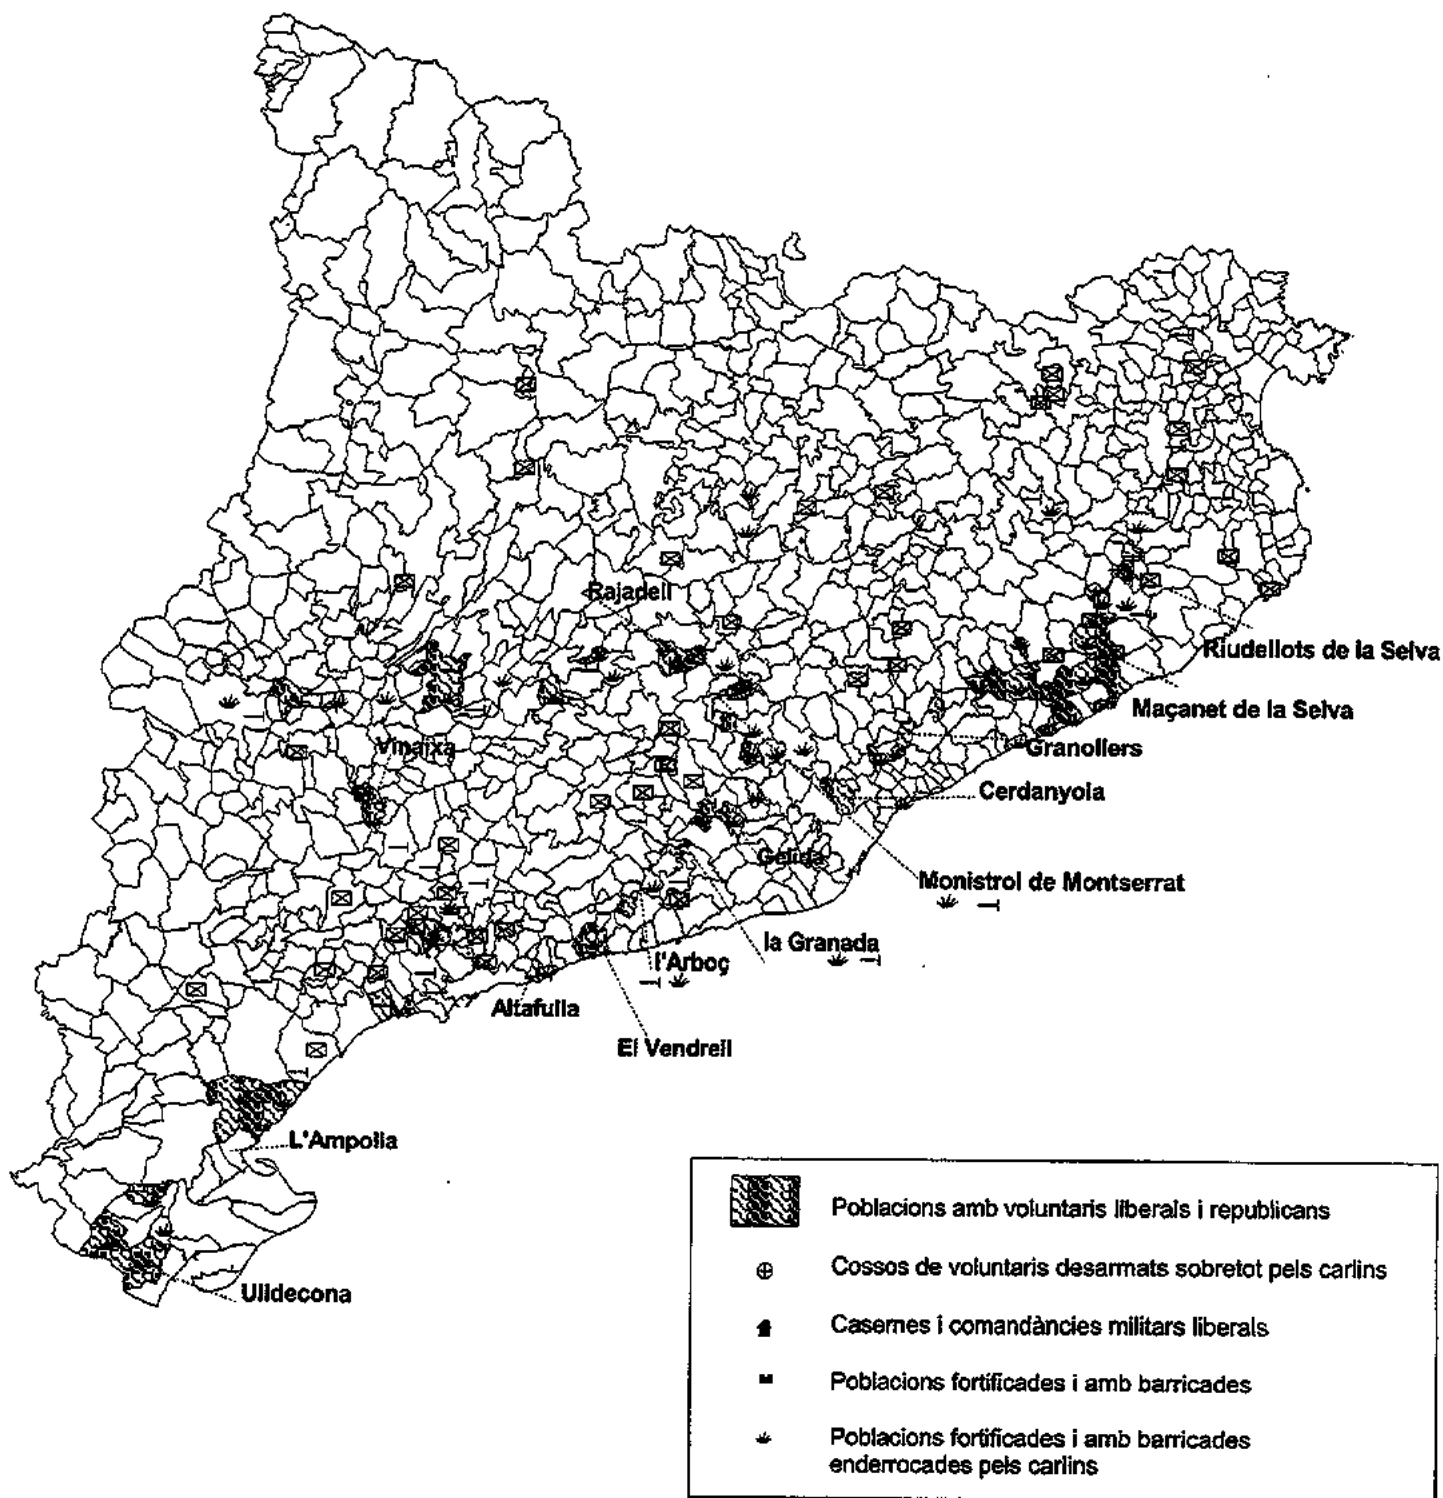 Rajadell
Riudellots de la Selva
Maçanet de la Selva
Vinaixa
Granollers
Cerdanyola
Gelida
Monistrol de Montserrat
la Granada
l'Arboç
Altafulla
El Vendrell
L'Ampolla
Ulldecona
Poblacions amb voluntaris liberals i republicans
Cossos de voluntaris desarmats sobretot pels carlins
Casernes i comandàncies militars liberals
Poblacions fortificades i amb barricades
Poblacions fortificades i amb barricades
enderrocades pels carlins